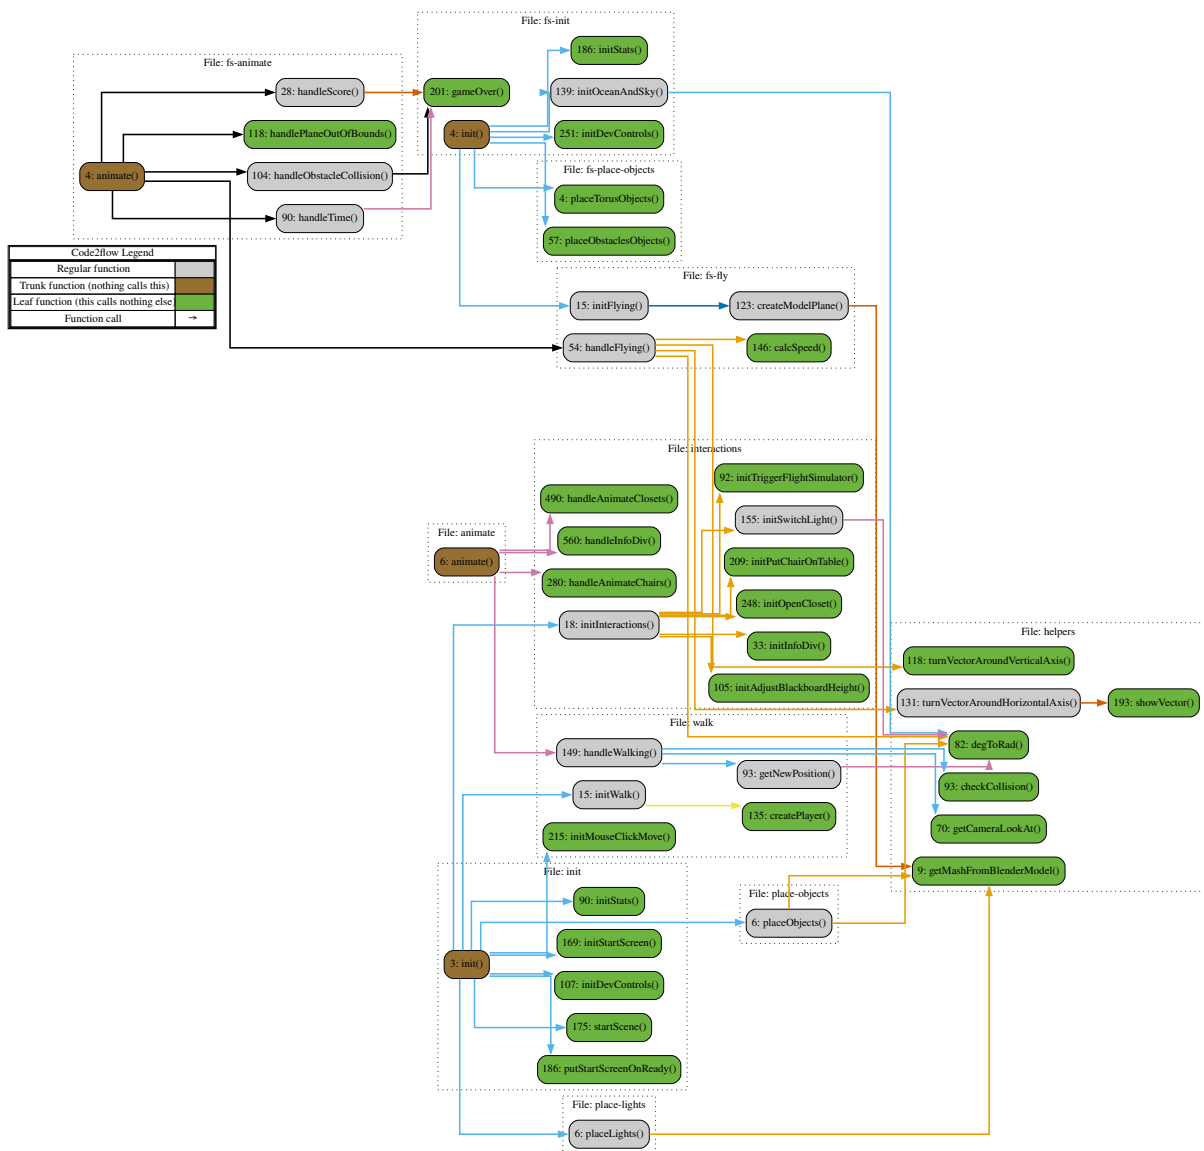 File: fs-init
186: initStats()
139: initOceanAndSky()
201: gameOver()
4: init()
251: initDevControls()
File: fs-animate
28: handleScore()
118: handlePlaneOutOfBounds()
4: animate()
104: handleObstacleCollision()
90: handleTime()
File: fs-place-objects
4: placeTorusObjects()
57: placeObstaclesObjects()
Code2flow Legend
Regular function
Trunk function (nothing calls this)
Leaf function (this calls nothing else)
Function call →
File: fs-fly
15: initFlying()
123: createModelPlane()
54: handleFlying()
146: calcSpeed()
File: interactions
92: initTriggerFlightSimulator()
490: handleAnimateClosets()
155: initSwitchLight()
560: handleInfoDiv()
209: initPutChairOnTable()
280: handleAnimateChairs()
248: initOpenCloset()
18: initInteractions()
33: initInfoDiv()
105: initAdjustBlackboardHeight()
File: animate
6: animate()
File: helpers
118: turnVectorAroundVerticalAxis()
131: turnVectorAroundHorizontalAxis()
193: showVector()
82: degToRad()
93: checkCollision()
70: getCameraLookAt()
9: getMashFromBlenderModel()
File: walk
149: handleWalking()
93: getNewPosition()
15: initWalk()
135: createPlayer()
215: initMouseClickMove()
File: init
90: initStats()
169: initStartScreen()
3: init()
107: initDevControls()
175: startScene()
186: putStartScreenOnReady()
File: place-objects
6: placeObjects()
File: place-lights
6: placeLights()